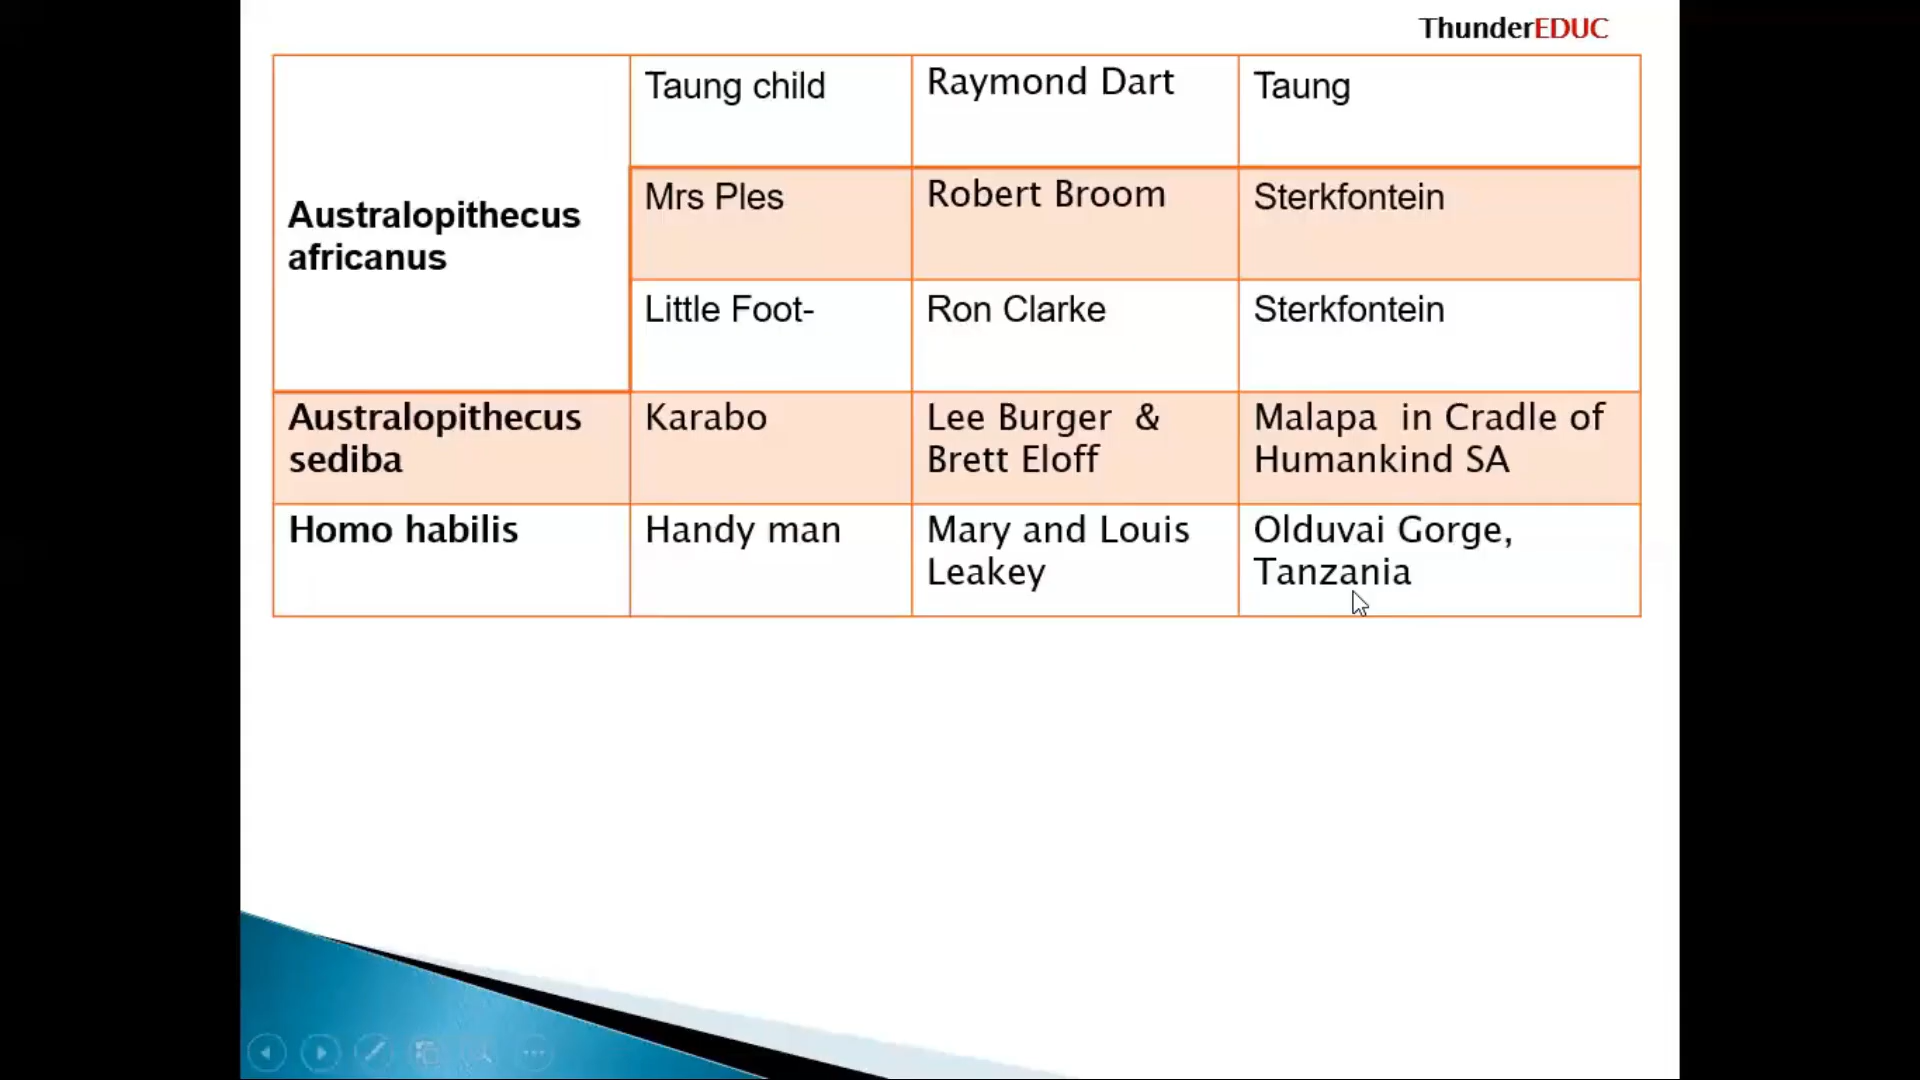 ThunderEDUC
Taung child
Raymond Dart
Taung
Australopithecus
africanus
Mrs Ples
Robert Broom
Sterkfontein
Little Foot-
Ron Clarke
Sterkfontein
Australopithecus
sediba
Karabo
Lee Burger &
Brett Eloff
Malapa in Cradle of
Humankind SA
Homo habilis
Handy man
Mary and Louis
Leakey
Olduvai Gorge,
Tanzania